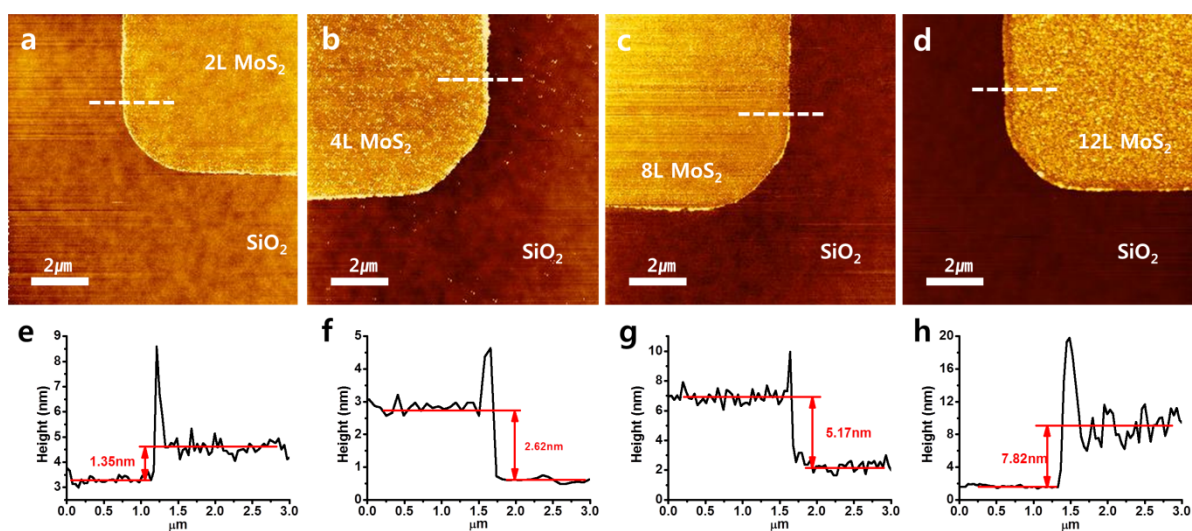 a
2L MoS₂
SiO₂
2μm
b
4L MoS₂
SiO₂
2μm
c
8L MoS₂
SiO₂
2μm
d
12L MoS₂
SiO₂
2μm
e
Height (nm)
9
8
7
6
5
4
3
1.35nm
0.0 0.5 1.0 1.5 2.0 2.5 3.0
μm
f
Height (nm)
5
4
3
2
1
0
2.62nm
0.0 0.5 1.0 1.5 2.0 2.5 3.0
μm
g
Height (nm)
10
8
6
4
2
0
5.17nm
0.0 0.5 1.0 1.5 2.0 2.5 3.0
μm
h
Height (nm)
20
15
10
5
0
7.82nm
0.0 0.5 1.0 1.5 2.0 2.5 3.0
μm